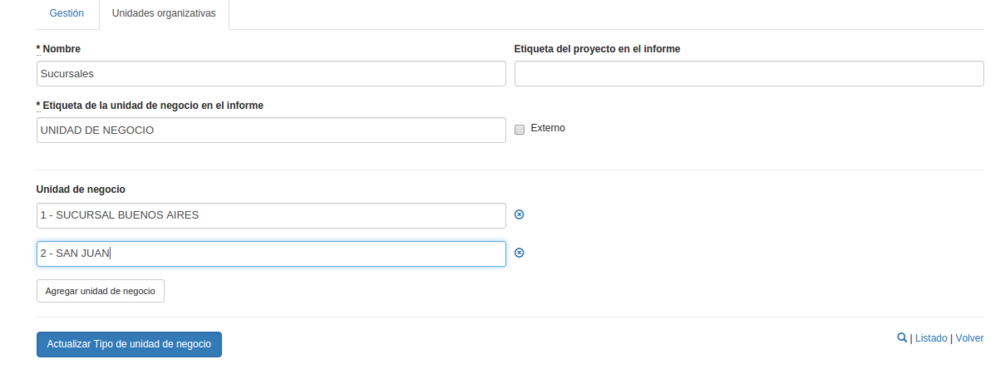 Gestión
Unidades organizativas
* Nombre
Etiqueta del proyecto en el informe
Sucursales
* Etiqueta de la unidad de negocio en el informe
UNIDAD DE NEGOCIO
Externo
Unidad de negocio
1 - SUCURSAL BUENOS AIRES
2 - SAN JUAN
Agregar unidad de negocio
Actualizar Tipo de unidad de negocio
| Listado | Volver